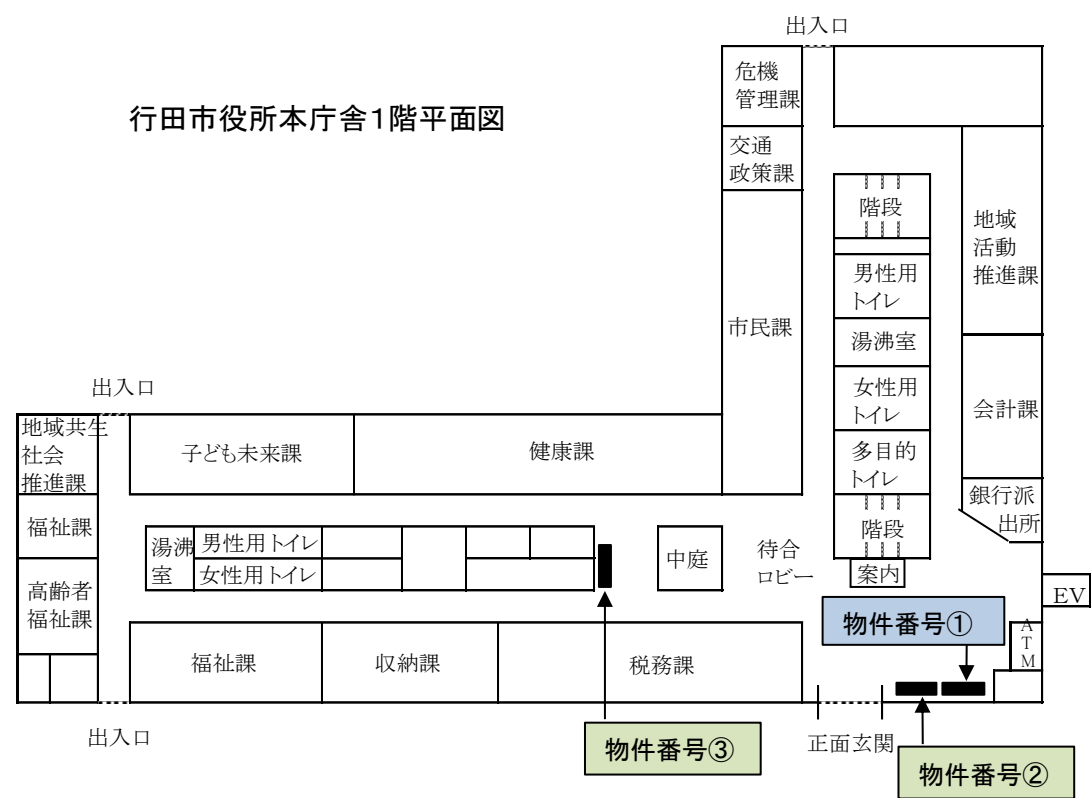 出入口
危機
管理課
行田市役所本庁舎1階平面図
交通
政策課
階段
地域
活動
推進課
男性用
トイレ
市民課
湯沸室
出入口
女性用
トイレ
会計課
地域共生
社会
推進課
子ども未来課
健康課
多目的
トイレ
銀行派
出所
福祉課
湯沸
室
男性用トイレ
女性用トイレ
中庭
待合
ロビー
階段
案内
高齢者
福祉課
EV
物件番号①
A
T
M
福祉課
収納課
税務課
出入口
物件番号③
正面玄関
物件番号②